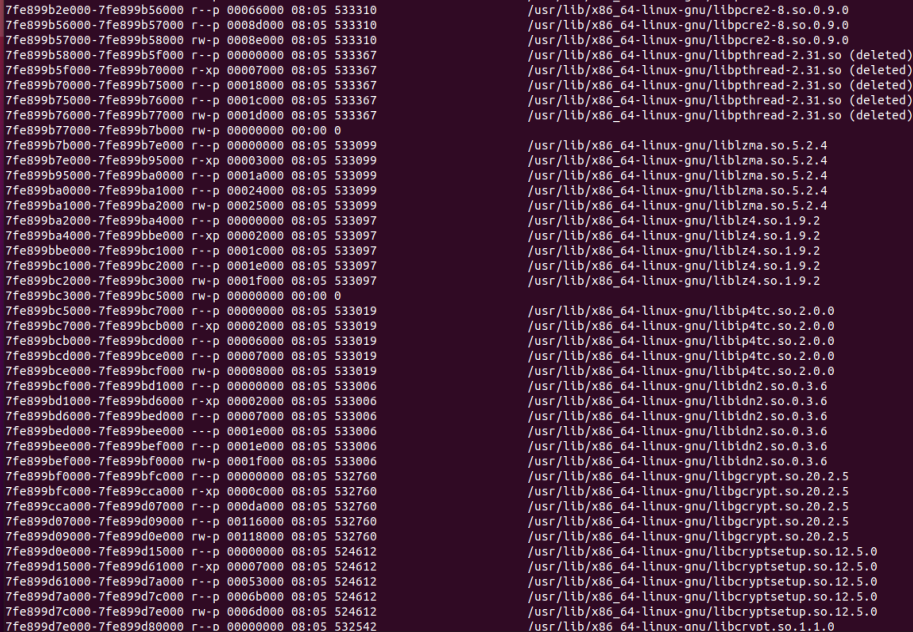 7fe899b2e000-7fe899b56000 r--p 00066000 08:05 533310 /usr/lib/x86_64-linux-gnu/libpcre2-8.so.0.9.0
7fe899b56000-7fe899b57000 r--p 0008d000 08:05 533310 /usr/lib/x86_64-linux-gnu/libpcre2-8.so.0.9.0
7fe899b57000-7fe899b58000 rw-p 0008e000 08:05 533310 /usr/lib/x86_64-linux-gnu/libpcre2-8.so.0.9.0
7fe899b58000-7fe899b5f000 r--p 00000000 08:05 533367 /usr/lib/x86_64-linux-gnu/libpthread-2.31.so (deleted)
7fe899b5f000-7fe899b70000 r-xp 00007000 08:05 533367 /usr/lib/x86_64-linux-gnu/libpthread-2.31.so (deleted)
7fe899b70000-7fe899b75000 r--p 00018000 08:05 533367 /usr/lib/x86_64-linux-gnu/libpthread-2.31.so (deleted)
7fe899b75000-7fe899b76000 r--p 0001c000 08:05 533367 /usr/lib/x86_64-linux-gnu/libpthread-2.31.so (deleted)
7fe899b76000-7fe899b77000 rw-p 0001d000 08:05 533367 /usr/lib/x86_64-linux-gnu/libpthread-2.31.so (deleted)
7fe899b77000-7fe899b7b000 rw-p 00000000 00:00 0
7fe899b7b000-7fe899b7e000 r--p 00000000 08:05 533099 /usr/lib/x86_64-linux-gnu/liblzma.so.5.2.4
7fe899b7e000-7fe899b95000 r-xp 00003000 08:05 533099 /usr/lib/x86_64-linux-gnu/liblzma.so.5.2.4
7fe899b95000-7fe899ba0000 r--p 0001a000 08:05 533099 /usr/lib/x86_64-linux-gnu/liblzma.so.5.2.4
7fe899ba0000-7fe899ba1000 r--p 00024000 08:05 533099 /usr/lib/x86_64-linux-gnu/liblzma.so.5.2.4
7fe899ba1000-7fe899ba2000 rw-p 00025000 08:05 533099 /usr/lib/x86_64-linux-gnu/liblzma.so.5.2.4
7fe899ba2000-7fe899ba4000 r--p 00000000 08:05 533097 /usr/lib/x86_64-linux-gnu/liblz4.so.1.9.2
7fe899ba4000-7fe899bbe000 r-xp 00002000 08:05 533097 /usr/lib/x86_64-linux-gnu/liblz4.so.1.9.2
7fe899bbe000-7fe899bc1000 r--p 0001c000 08:05 533097 /usr/lib/x86_64-linux-gnu/liblz4.so.1.9.2
7fe899bc1000-7fe899bc2000 r--p 0001e000 08:05 533097 /usr/lib/x86_64-linux-gnu/liblz4.so.1.9.2
7fe899bc2000-7fe899bc3000 rw-p 0001f000 08:05 533097 /usr/lib/x86_64-linux-gnu/liblz4.so.1.9.2
7fe899bc3000-7fe899bc5000 rw-p 00000000 00:00 0
7fe899bc5000-7fe899bc7000 r--p 00000000 08:05 533019 /usr/lib/x86_64-linux-gnu/libip4tc.so.2.0.0
7fe899bc7000-7fe899bcb000 r-xp 00002000 08:05 533019 /usr/lib/x86_64-linux-gnu/libip4tc.so.2.0.0
7fe899bcb000-7fe899bcd000 r--p 00006000 08:05 533019 /usr/lib/x86_64-linux-gnu/libip4tc.so.2.0.0
7fe899bcd000-7fe899bce000 r--p 00007000 08:05 533019 /usr/lib/x86_64-linux-gnu/libip4tc.so.2.0.0
7fe899bce000-7fe899bcf000 rw-p 00008000 08:05 533019 /usr/lib/x86_64-linux-gnu/libip4tc.so.2.0.0
7fe899bcf000-7fe899bd1000 r--p 00000000 08:05 533006 /usr/lib/x86_64-linux-gnu/libidn2.so.0.3.6
7fe899bd1000-7fe899bd6000 r-xp 00002000 08:05 533006 /usr/lib/x86_64-linux-gnu/libidn2.so.0.3.6
7fe899bd6000-7fe899bed000 r--p 00007000 08:05 533006 /usr/lib/x86_64-linux-gnu/libidn2.so.0.3.6
7fe899bed000-7fe899bee000 ---p 0001e000 08:05 533006 /usr/lib/x86_64-linux-gnu/libidn2.so.0.3.6
7fe899bee000-7fe899bef000 r--p 0001e000 08:05 533006 /usr/lib/x86_64-linux-gnu/libidn2.so.0.3.6
7fe899bef000-7fe899bf0000 rw-p 0001f000 08:05 533006 /usr/lib/x86_64-linux-gnu/libidn2.so.0.3.6
7fe899bf0000-7fe899bfc000 r--p 00000000 08:05 532760 /usr/lib/x86_64-linux-gnu/libgcrypt.so.20.2.5
7fe899bfc000-7fe899cca000 r-xp 0000c000 08:05 532760 /usr/lib/x86_64-linux-gnu/libgcrypt.so.20.2.5
7fe899cca000-7fe899d07000 r--p 000da000 08:05 532760 /usr/lib/x86_64-linux-gnu/libgcrypt.so.20.2.5
7fe899d07000-7fe899d09000 r--p 00116000 08:05 532760 /usr/lib/x86_64-linux-gnu/libgcrypt.so.20.2.5
7fe899d09000-7fe899d0e000 rw-p 00118000 08:05 532760 /usr/lib/x86_64-linux-gnu/libgcrypt.so.20.2.5
7fe899d0e000-7fe899d15000 r--p 00000000 08:05 524612 /usr/lib/x86_64-linux-gnu/libcryptsetup.so.12.5.0
7fe899d15000-7fe899d61000 r-xp 00007000 08:05 524612 /usr/lib/x86_64-linux-gnu/libcryptsetup.so.12.5.0
7fe899d61000-7fe899d7a000 r--p 00053000 08:05 524612 /usr/lib/x86_64-linux-gnu/libcryptsetup.so.12.5.0
7fe899d7a000-7fe899d7c000 r--p 0006b000 08:05 524612 /usr/lib/x86_64-linux-gnu/libcryptsetup.so.12.5.0
7fe899d7c000-7fe899d7e000 rw-p 0006d000 08:05 524612 /usr/lib/x86_64-linux-gnu/libcryptsetup.so.12.5.0
7fe899d7e000-7fe899d80000 r--p 00000000 08:05 532542 /usr/lib/x86_64-linux-gnu/libcrypt.so.1.1.0